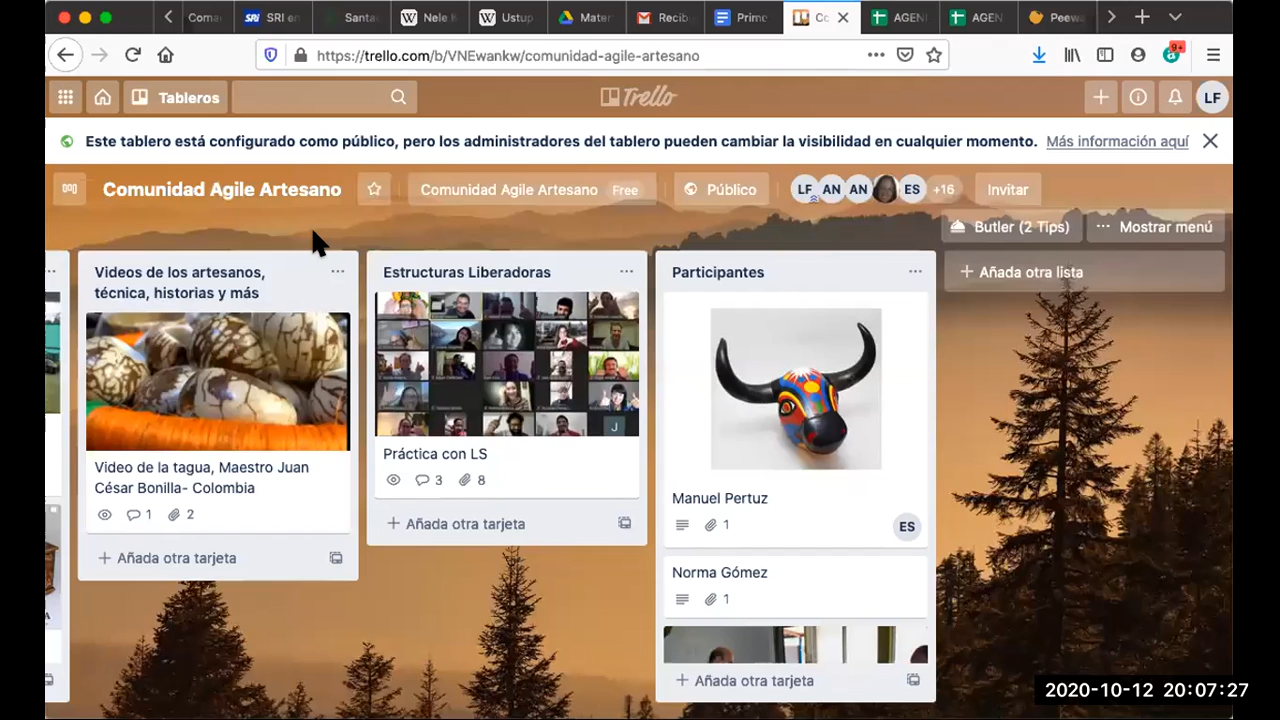 Coma
SRI en
Santa
Nele K
Ustup
Mater
Recib
Prime
Co
AGEN
AGEN
Peewa
https://trello.com/b/VNEwankw/comunidad-agile-artesano
9+
Tableros
Trello
LF
Este tablero está configurado como público, pero los administradores del tablero pueden cambiar la visibilidad en cualquier momento.
Más información aquí
Comunidad Agile Artesano
Comunidad Agile Artesano Free
Público
LF AN AN ES +16
Invitar
Butler (2 Tips)
Mostrar menú
Videos de los artesanos,
técnica, historias y más
Video de la tagua, Maestro Juan
César Bonilla- Colombia
1 2
Añada otra tarjeta
Estructuras Liberadoras
J
Práctica con LS
3 8
Añada otra tarjeta
Participantes
Manuel Pertuz
1
ES
Norma Gómez
1
Añada otra tarjeta
Añada otra lista
2020-10-12 20:07:27